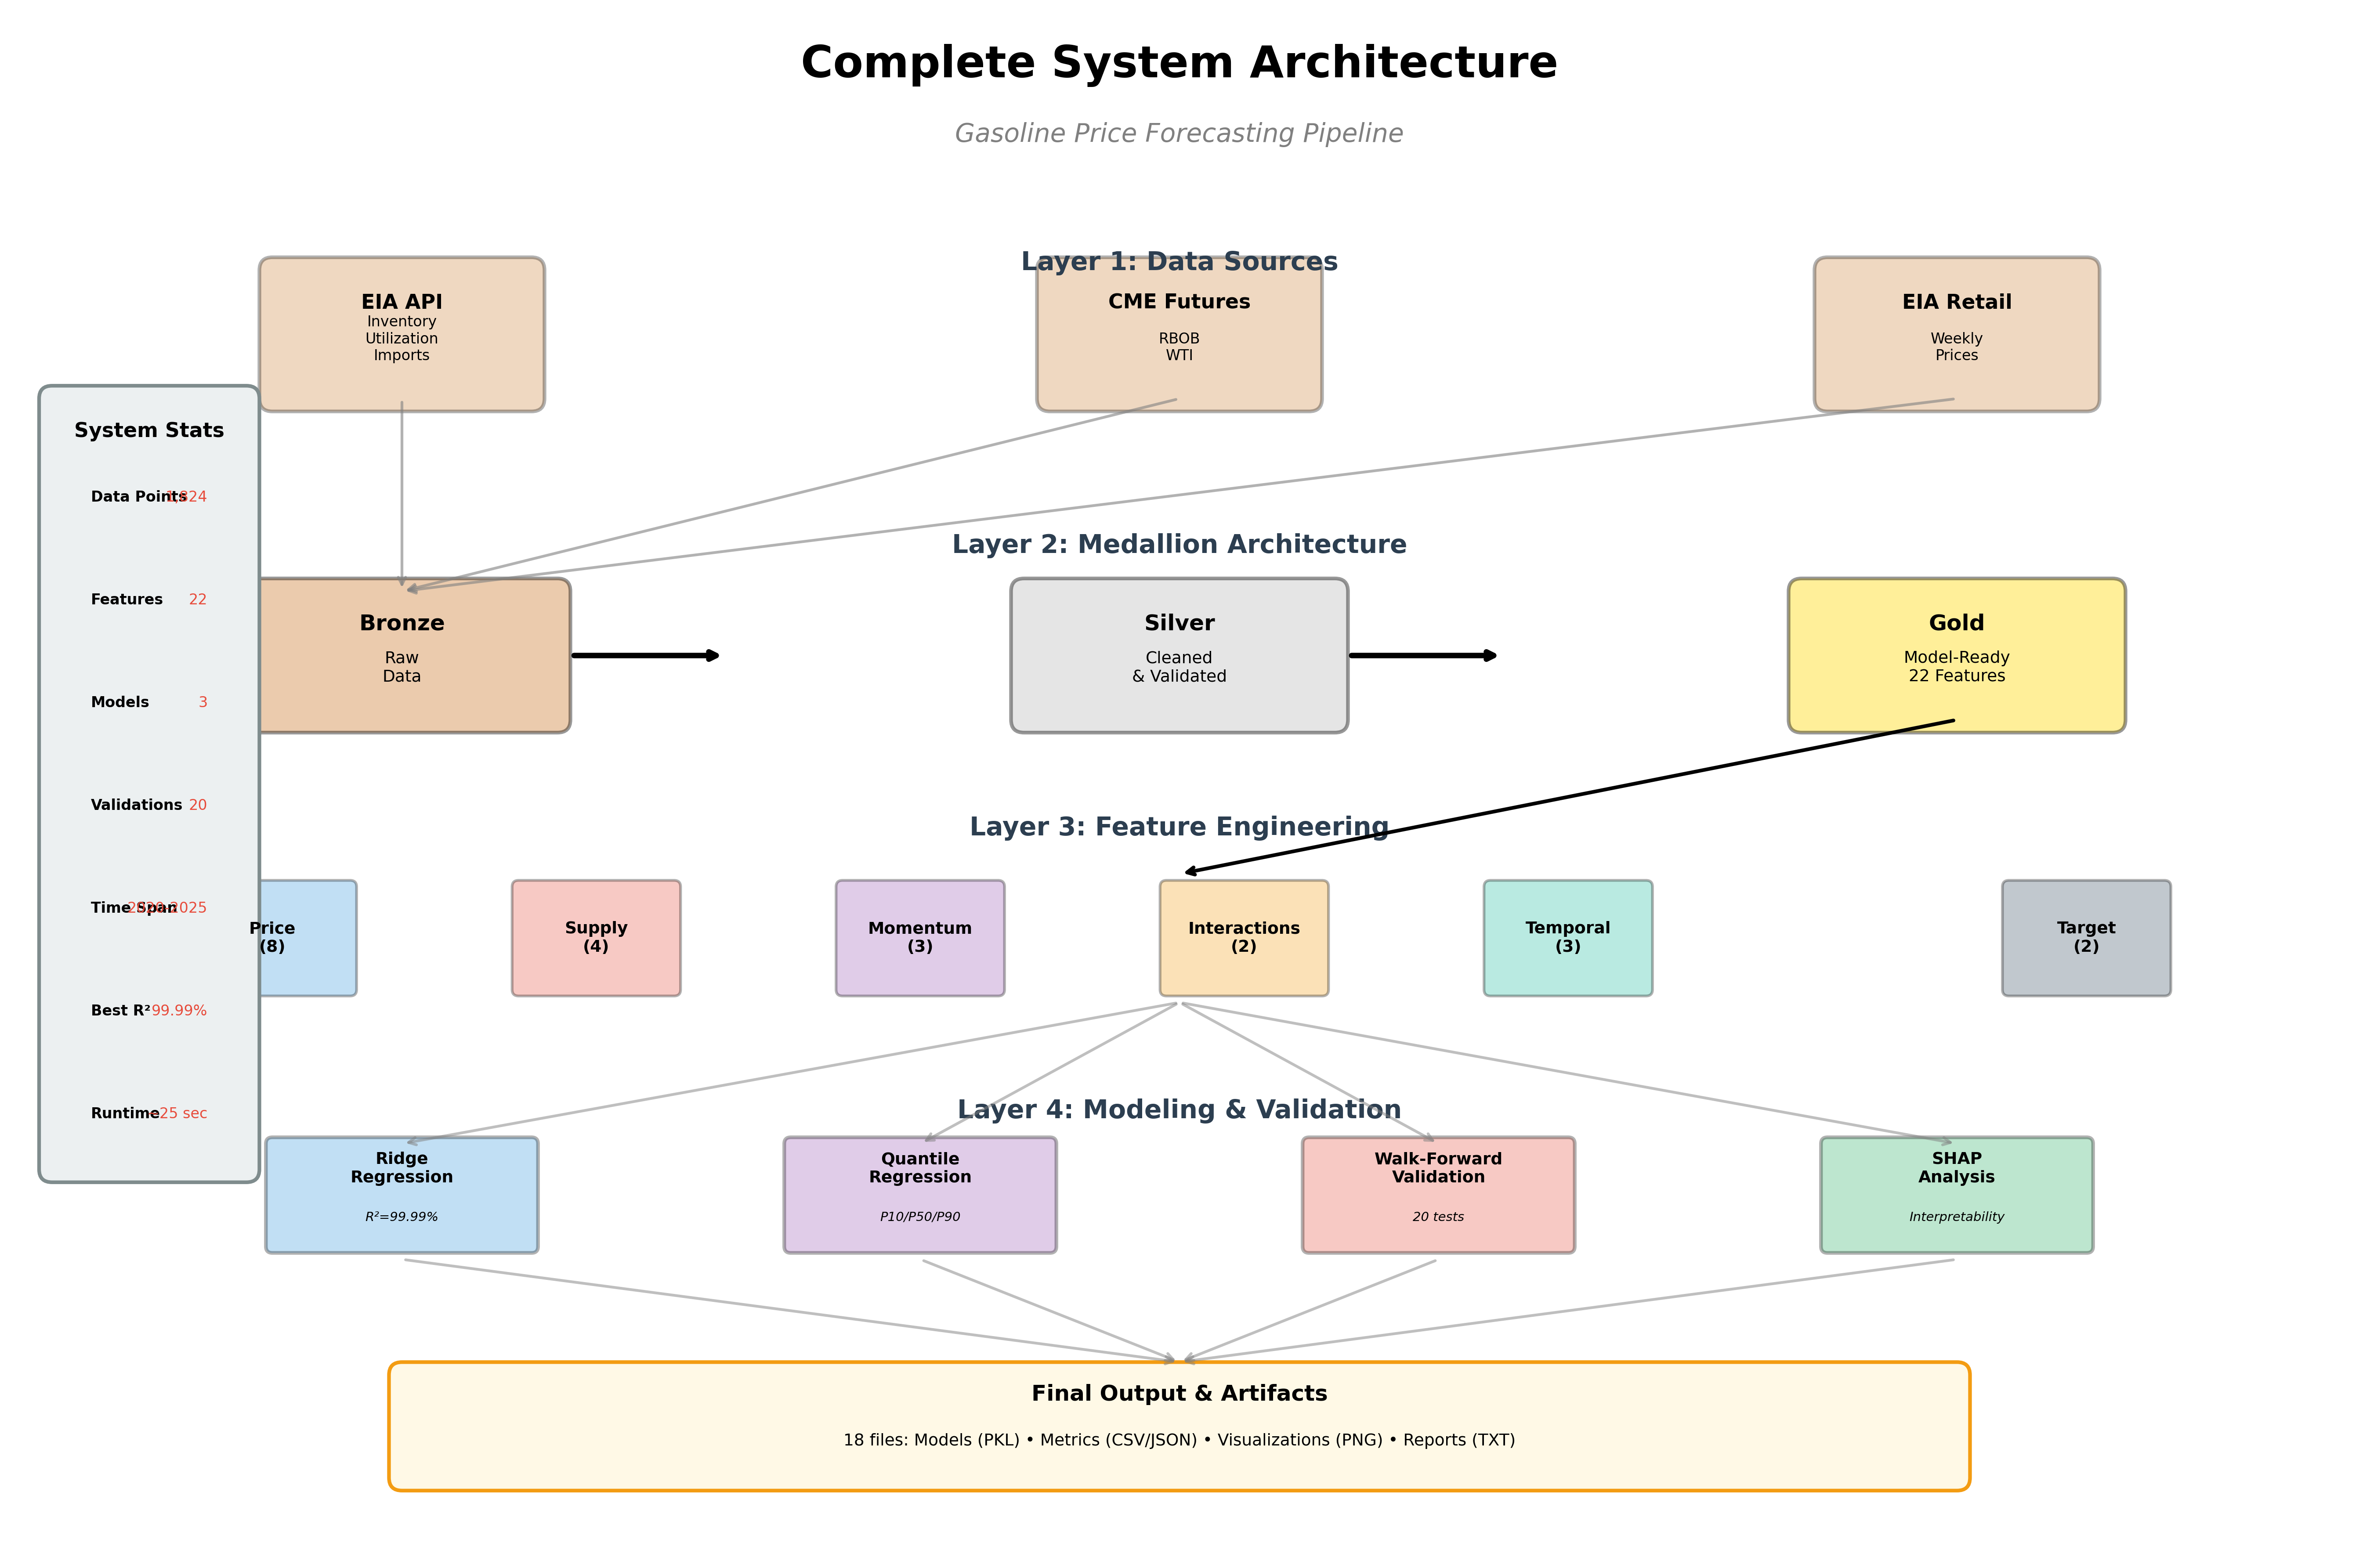 Complete System Architecture
Gasoline Price Forecasting Pipeline
Layer 1: Data Sources
EIA API
Inventory
Utilization
Imports
CME Futures
RBOB
WTI
EIA Retail
Weekly
Prices
System Stats
Data Points 1,824
Features 22
Models 3
Validations 20
Time Span 2020-2025
Best R² 99.99%
Runtime 25 sec
Layer 2: Medallion Architecture
Bronze
Raw
Data
Silver
Cleaned
& Validated
Gold
Model-Ready
22 Features
Layer 3: Feature Engineering
Price
(8)
Supply
(4)
Momentum
(3)
Interactions
(2)
Temporal
(3)
Target
(2)
Layer 4: Modeling & Validation
Ridge
Regression
R²=99.99%
Quantile
Regression
P10/P50/P90
Walk-Forward
Validation
20 tests
SHAP
Analysis
Interpretability
Final Output & Artifacts
18 files: Models (PKL) • Metrics (CSV/JSON) • Visualizations (PNG) • Reports (TXT)